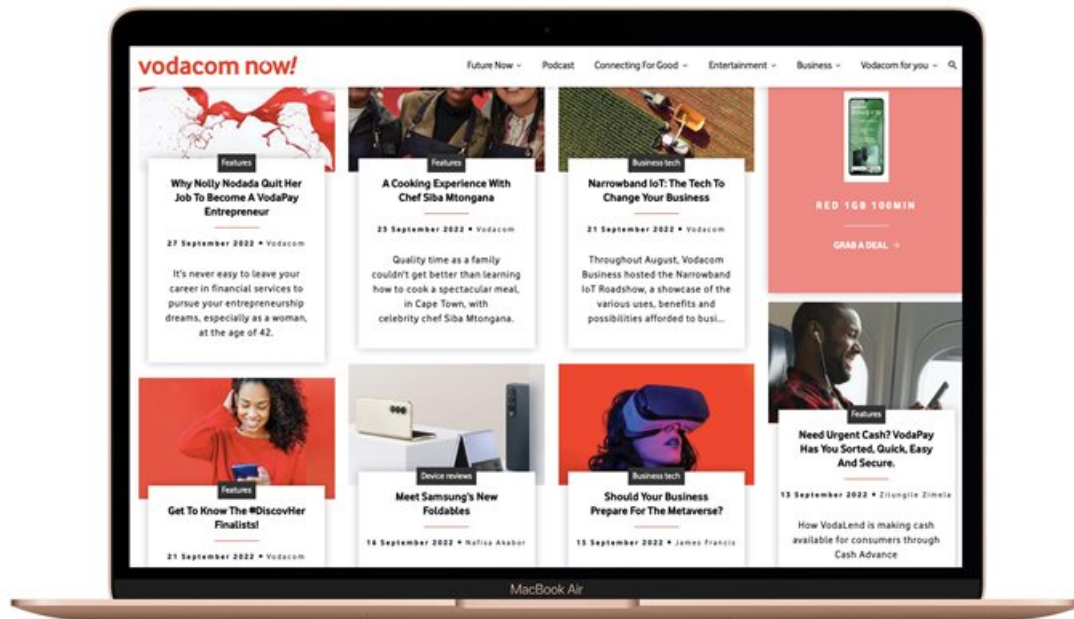 vodacom now!
Future Now
Podcast
Connecting For Good
Entertainment
Business
Vodacom for you
Features
Why Nolly Nodada Quit Her
Job To Become A VodaPay
Entrepreneur
27 September 2022 • Vodacom
It's never easy to leave your
career in financial services to
pursue your entrepreneurship
dreams, especially as a woman,
at the age of 42.
Features
A Cooking Experience With
Chef Siba Mtongana
23 September 2022 • Vodacom
Quality time as a family
couldn't get better than learning
how to cook a spectacular meal,
in Cape Town, with
celebrity chef Siba Mtongana.
Business tech
Narrowband IoT: The Tech To
Change Your Business
21 September 2022 • Vodacom
Throughout August, Vodacom
Business hosted the Narrowband
IoT Roadshow, a showcase of the
various uses, benefits and
possibilities afforded to busi...
RED 1GB 100MIN
GRAB A DEAL →
Features
Get To Know The #DiscovHer
Finalists!
21 September 2022 • Vodacom
Device reviews
Meet Samsung's New
Foldables
16 September 2022 • Nafisa Akabor
Business tech
Should Your Business
Prepare For The Metaverse?
15 September 2022 • James Francis
Features
Need Urgent Cash? VodaPay
Has You Sorted, Quick, Easy
And Secure.
13 September 2022 • Zilungile Zimela
How VodaLend is making cash
available for consumers through
Cash Advance
MacBook Air